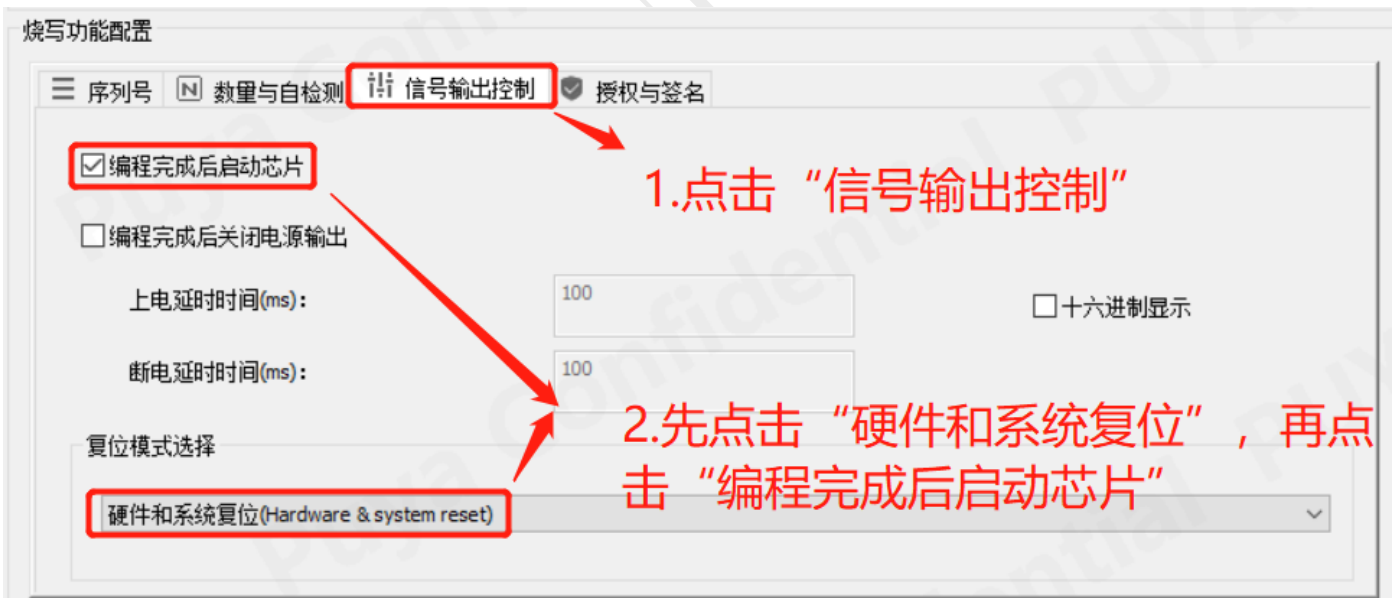 烧写功能配置
序列号 N 数量与自检测 信号输出控制 授权与签名
编程完成后启动芯片
1.点击“信号输出控制”
编程完成后关闭电源输出
上电延时时间(ms)： 100 十六进制显示
断电延时时间(ms)： 100
2.先点击“硬件和系统复位”，再点
击“编程完成后启动芯片”
复位模式选择
硬件和系统复位(Hardware & system reset)
Puya Confidential PUYA
Puya Confidential PUY